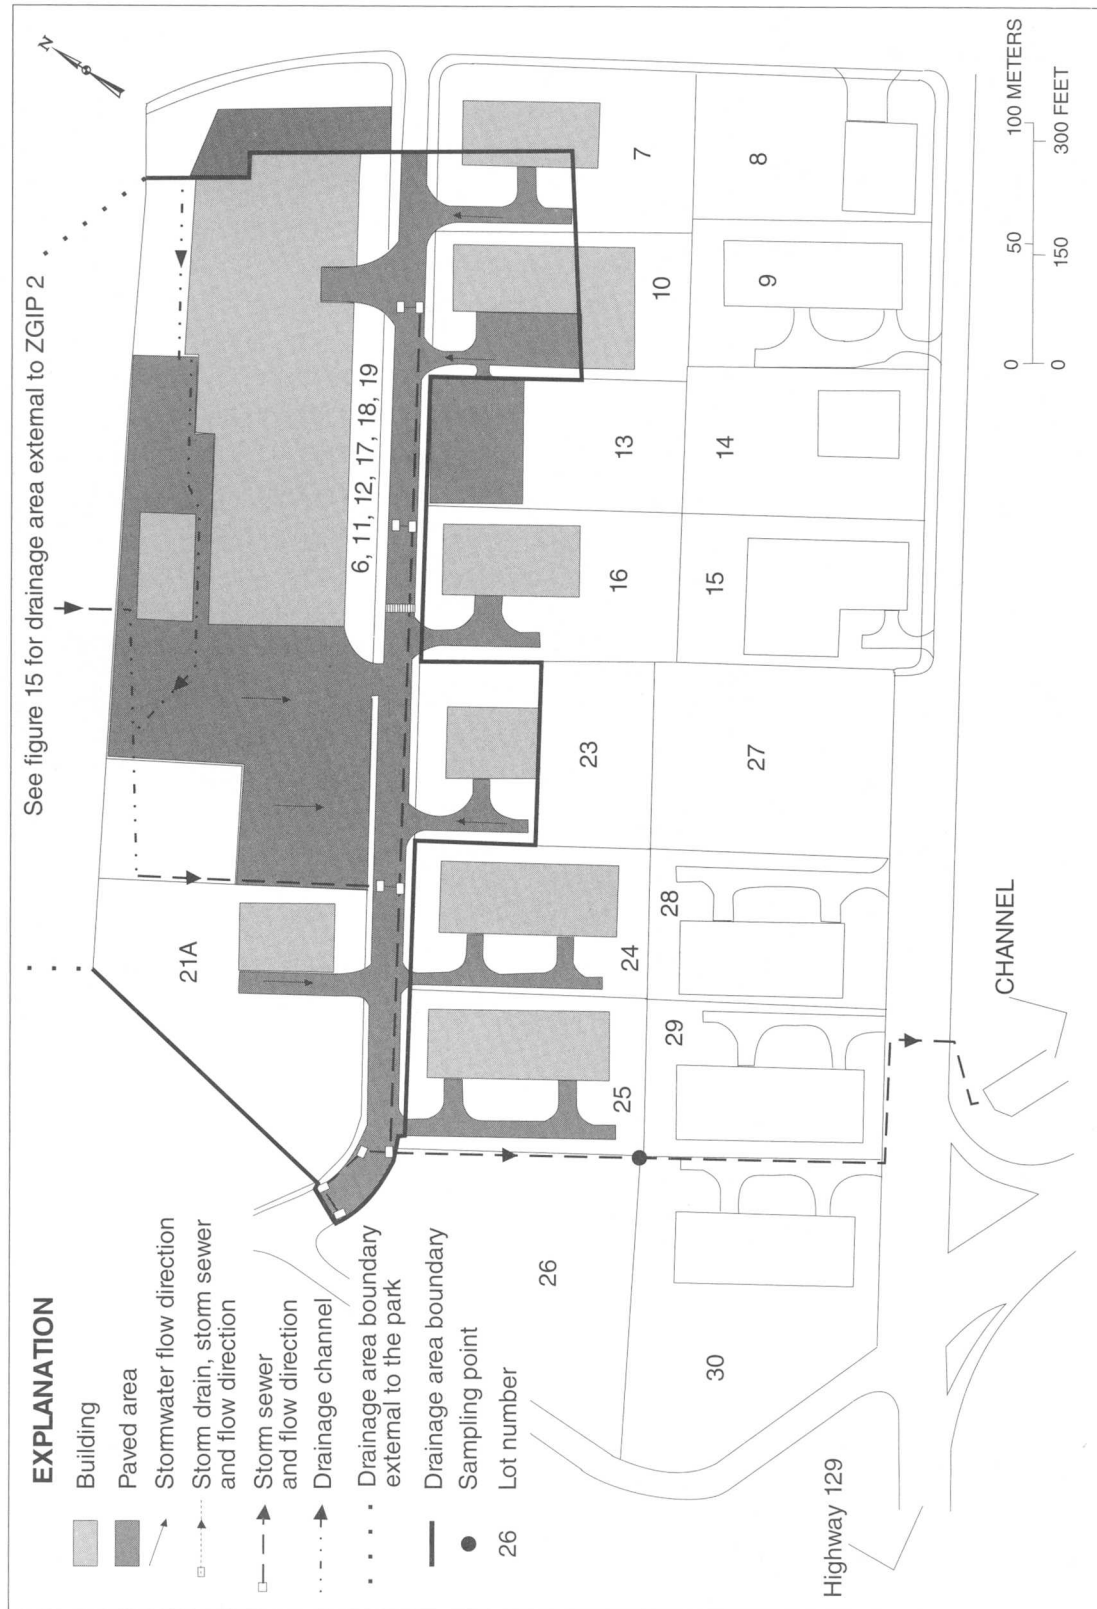 See figure 15 for drainage area external to ZGIP 2
N
6, 11, 12, 17, 18, 19
7
8
10
9
13
14
16
15
23
27
21A
24
28
25
29
26
30
0 50 100 METERS
0 150 300 FEET
CHANNEL
Highway 129
EXPLANATION
Building
Paved area
Stormwater flow direction
Storm drain, storm sewer
and flow direction
Storm sewer
and flow direction
Drainage channel
Drainage area boundary
external to the park
Drainage area boundary
Sampling point
26 Lot number